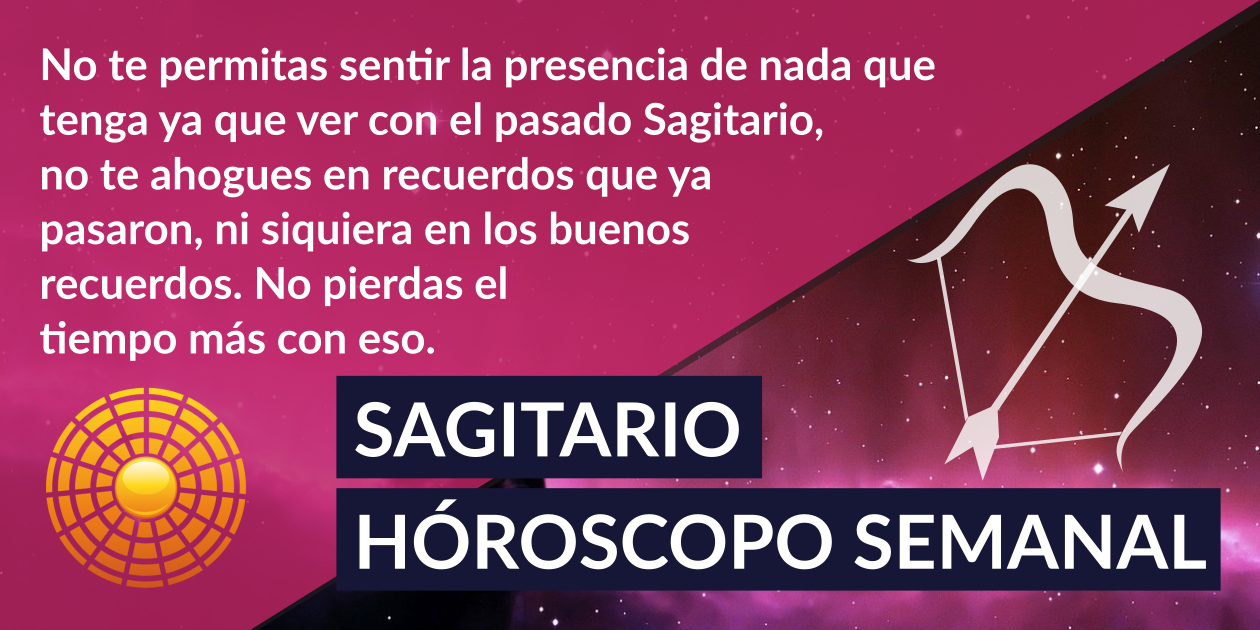 No te permitas sentir la presencia de nada que
tenga ya que ver con el pasado Sagitario,
no te ahogues en recuerdos que ya
pasaron, ni siquiera en los buenos
recuerdos. No pierdas el
tiempo más con eso.
SAGITARIO
HÓROSCOPO SEMANAL